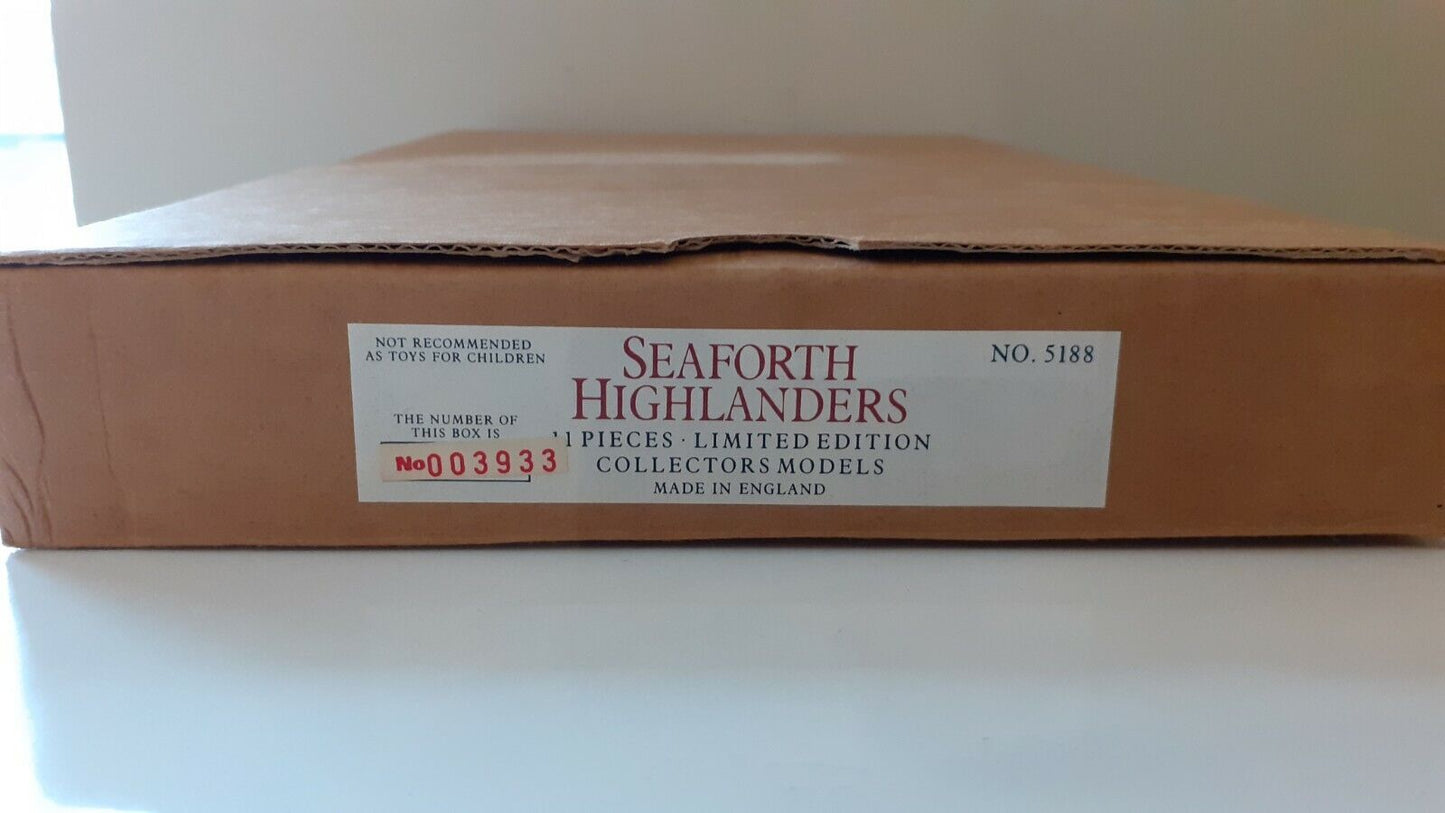 NOT RECOMMENDED
AS TOYS FOR CHILDREN
THE NUMBER OF
THIS BOX IS
No003933
SEAFORTH
HIGHLANDERS
11 PIECES · LIMITED EDITION
COLLECTORS MODELS
MADE IN ENGLAND
NO. 5188